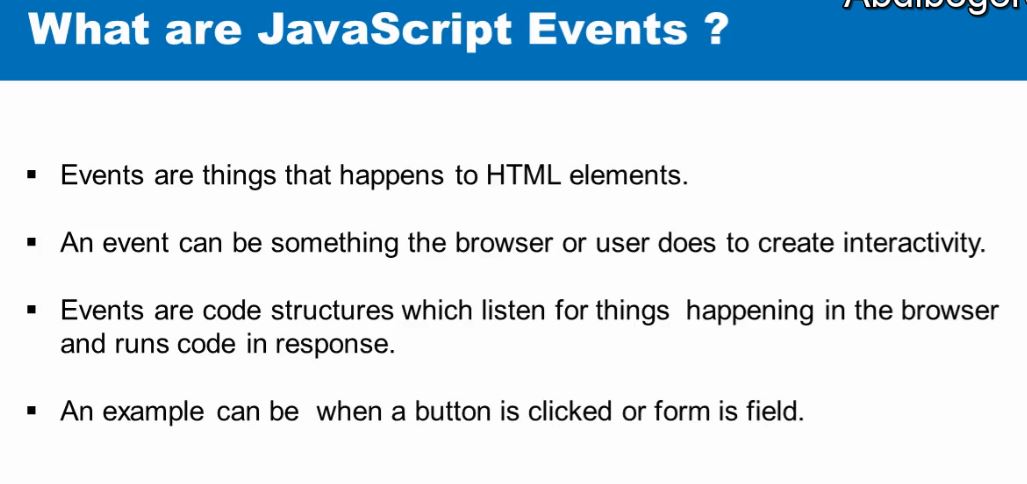 What are JavaScript Events ?
▪ Events are things that happens to HTML elements.
▪ An event can be something the browser or user does to create interactivity.
▪ Events are code structures which listen for things happening in the browser
and runs code in response.
▪ An example can be when a button is clicked or form is field.